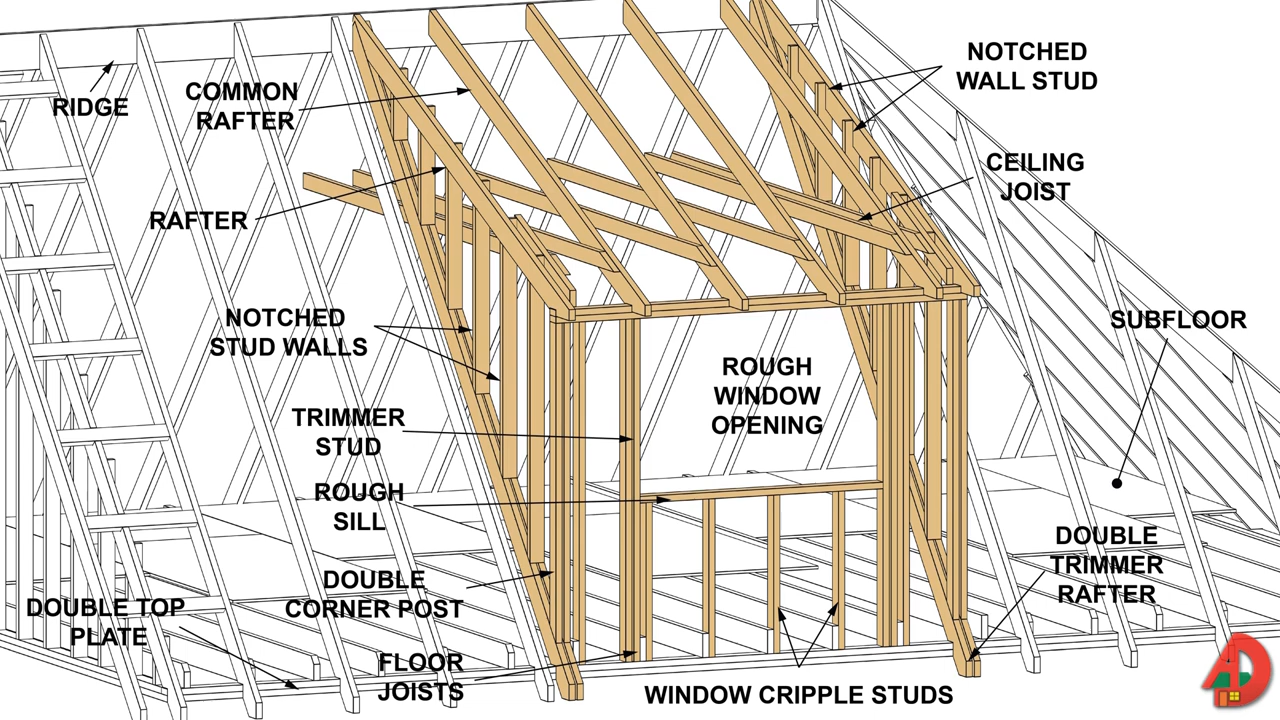 NOTCHED
WALL STUD
RIDGE
COMMON
RAFTER
CEILING
JOIST
RAFTER
NOTCHED
STUD WALLS
SUBFLOOR
ROUGH
WINDOW
OPENING
TRIMMER
STUD
ROUGH
SILL
DOUBLE
TRIMMER
RAFTER
DOUBLE
CORNER POST
DOUBLE TOP
PLATE
FLOOR
JOISTS
WINDOW CRIPPLE STUDS
AD